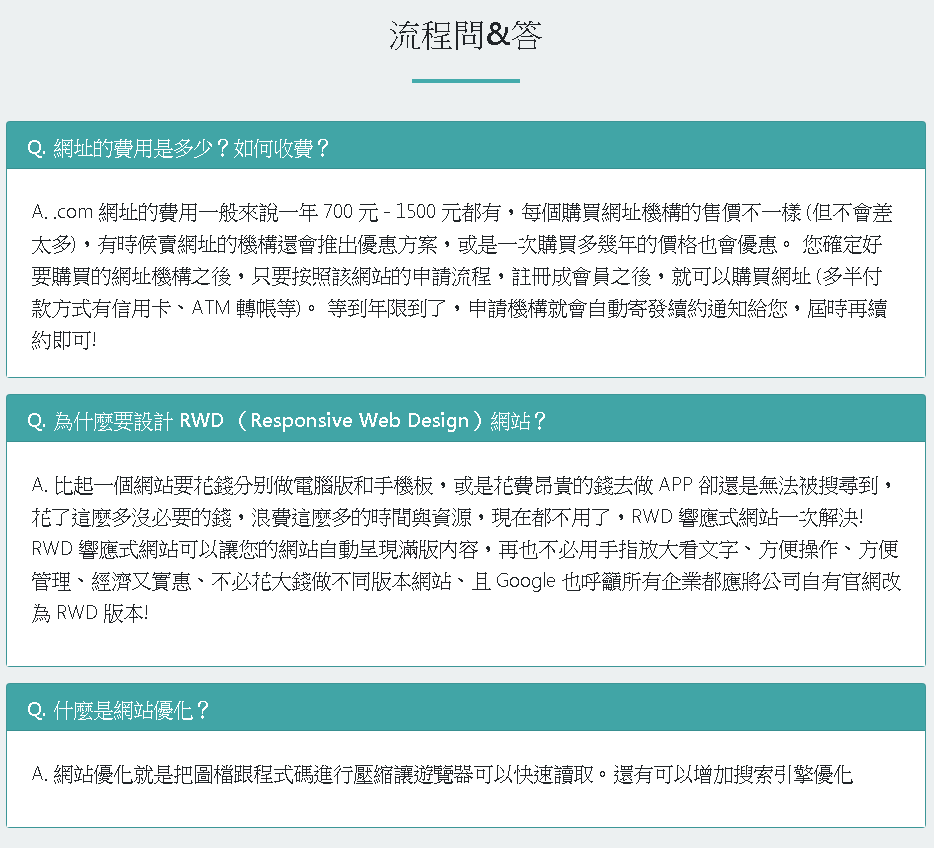 流程問&答
Q. 網址的費用是多少？如何收費？
A. .com 網址的費用一般來說一年 700 元 - 1500 元都有，每個購買網址機構的售價不一樣 (但不會差
太多)，有時候賣網址的機構還會推出優惠方案，或是一次購買多幾年的價格也會優惠。 您確定好
要購買的網址機構之後，只要按照該網站的申請流程，註冊成會員之後，就可以購買網址 (多半付
款方式有信用卡、ATM 轉帳等)。 等到年限到了，申請機構就會自動寄發續約通知給您，屆時再續
約即可!
Q. 為什麼要設計 RWD （Responsive Web Design）網站？
A. 比起一個網站要花錢分別做電腦版和手機板，或是花費昂貴的錢去做 APP 卻還是無法被搜尋到，
花了這麼多沒必要的錢，浪費這麼多的時間與資源，現在都不用了，RWD 響應式網站一次解決!
RWD 響應式網站可以讓您的網站自動呈現滿版內容，再也不必用手指放大看文字、方便操作、方便
管理、經濟又實惠、不必花大錢做不同版本網站、且 Google 也呼籲所有企業都應將公司自有官網改
為 RWD 版本!
Q. 什麼是網站優化？
A. 網站優化就是把圖檔跟程式碼進行壓縮讓遊覽器可以快速讀取。還有可以增加搜索引擎優化